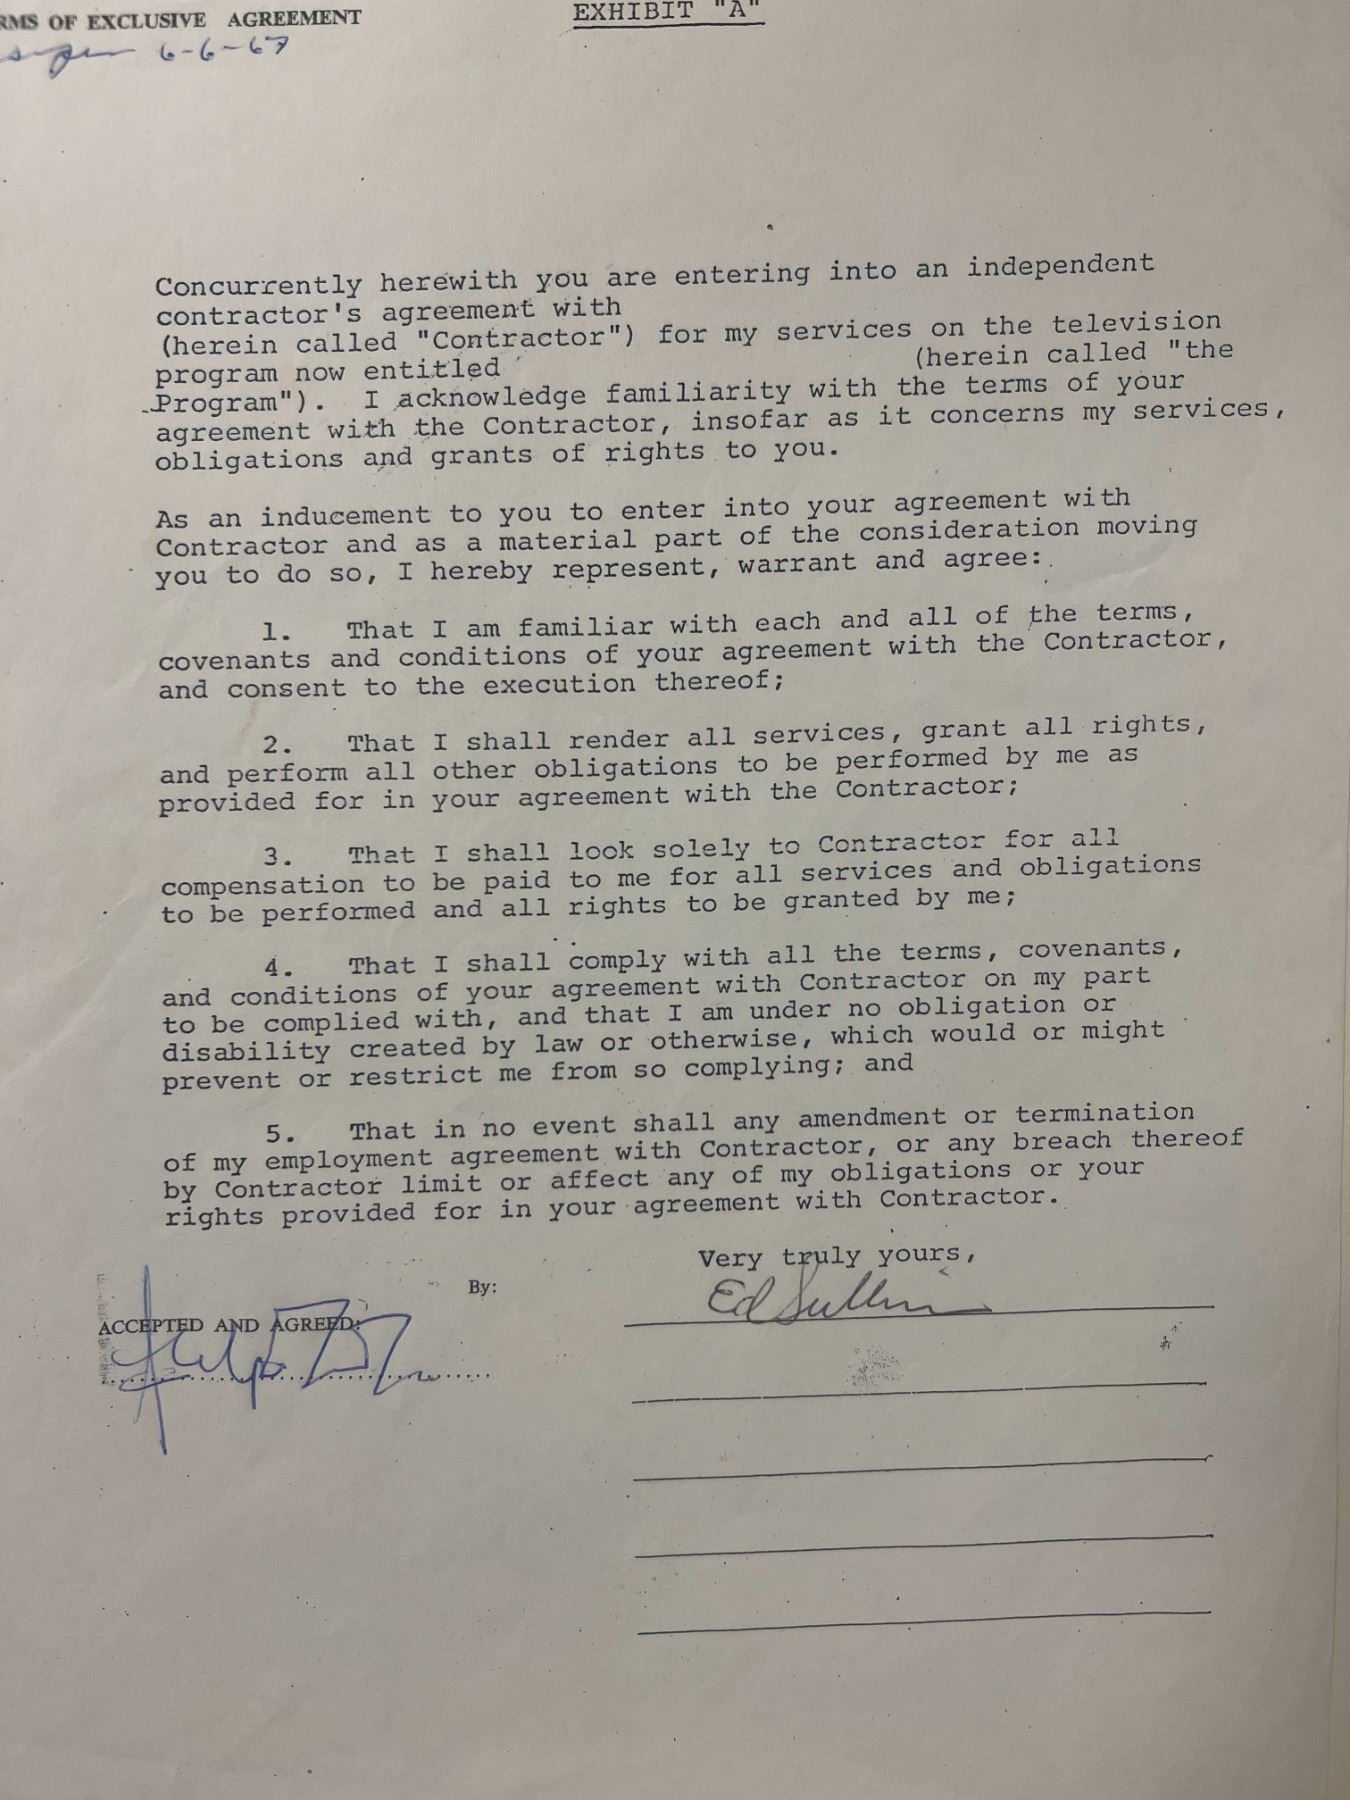 RMS OF EXCLUSIVE AGREEMENT
EXHIBIT "A"
6-6-67
Concurrently herewith you are entering into an independent
contractor's agreement with
(herein called "Contractor") for my services on the television
program now entitled (herein called "the
Program"). I acknowledge familiarity with the terms of your
agreement with the Contractor, insofar as it concerns my services,
obligations and grants of rights to you.
As an inducement to you to enter into your agreement with
Contractor and as a material part of the consideration moving
you to do so, I hereby represent, warrant and agree:
1. That I am familiar with each and all of the terms,
covenants and conditions of your agreement with the Contractor,
and consent to the execution thereof;
2. That I shall render all services, grant all rights,
and perform all other obligations to be performed by me as
provided for in your agreement with the Contractor;
3. That I shall look solely to Contractor for all
compensation to be paid to me for all services and obligations
to be performed and all rights to be granted by me;
4. That I shall comply with all the terms, covenants,
and conditions of your agreement with Contractor on my part
to be complied with, and that I am under no obligation or
disability created by law or otherwise, which would or might
prevent or restrict me from so complying; and
5. That in no event shall any amendment or termination
of my employment agreement with Contractor, or any breach thereof
by Contractor limit or affect any of my obligations or your
rights provided for in your agreement with Contractor.
Very truly yours,
By:
Ed Sullivan
ACCEPTED AND AGREED: